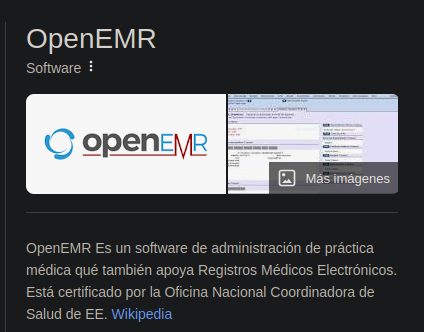 OpenEMR
Software
openEMR
Más imágenes
OpenEMR Es un software de administración de práctica
médica qué también apoya Registros Médicos Electrónicos.
Está certificado por la Oficina Nacional Coordinadora de
Salud de EE. Wikipedia